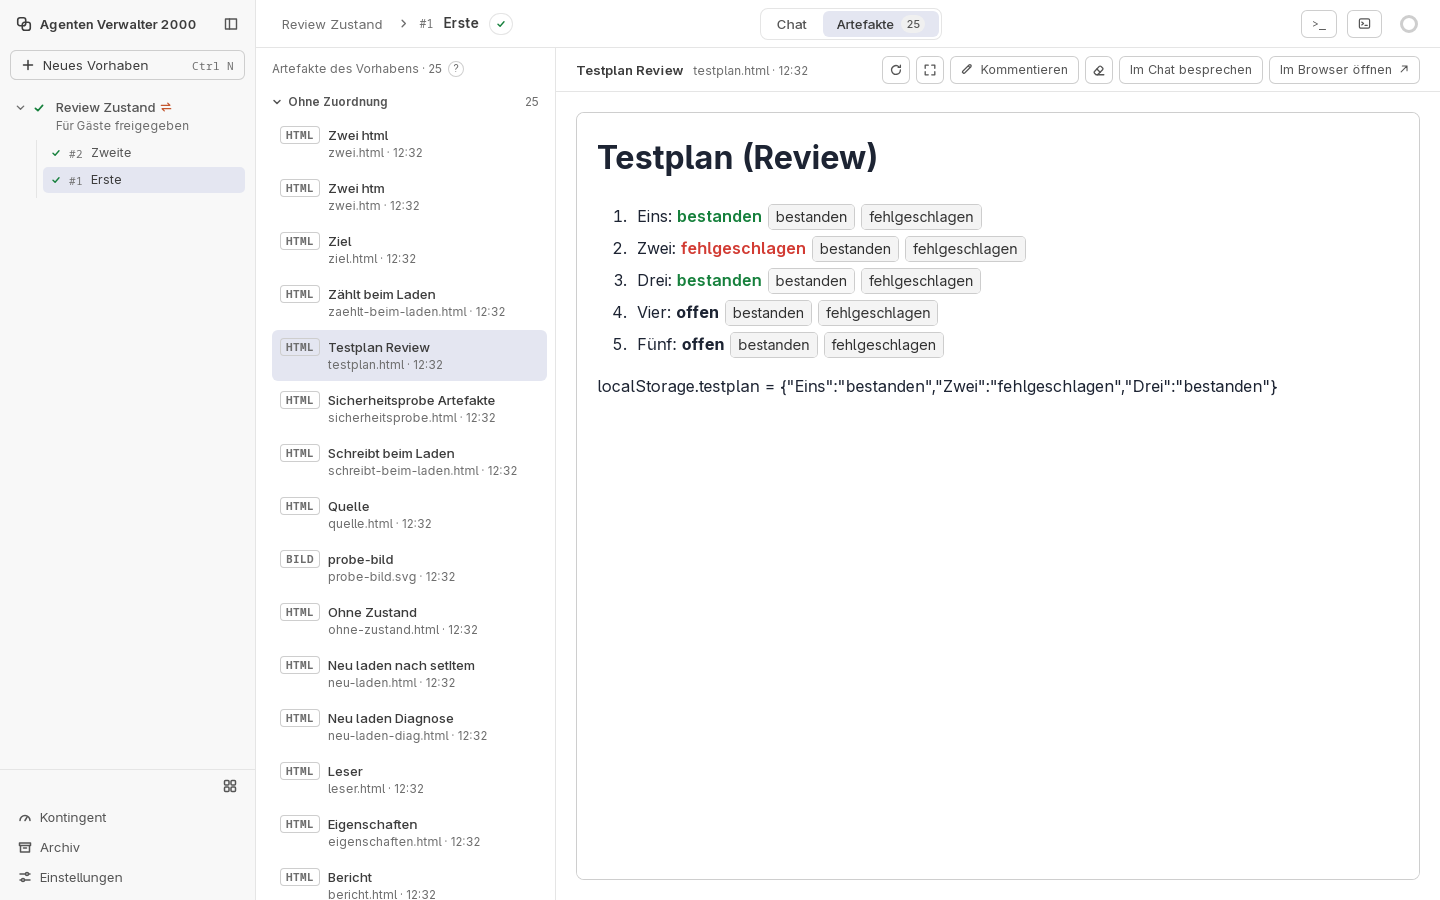 Agenten Verwalter 2000
Neues Vorhaben Ctrl N
Review Zustand
Für Gäste freigegeben
#2 Zweite
#1 Erste
Kontingent
Archiv
Einstellungen
Review Zustand #1 Erste
Chat Artefakte 25
>_
Artefakte des Vorhabens · 25 ?
Ohne Zuordnung 25
HTML Zwei html
zwei.html · 12:32
HTML Zwei htm
zwei.htm · 12:32
HTML Ziel
ziel.html · 12:32
HTML Zählt beim Laden
zaehlt-beim-laden.html · 12:32
HTML Testplan Review
testplan.html · 12:32
HTML Sicherheitsprobe Artefakte
sicherheitsprobe.html · 12:32
HTML Schreibt beim Laden
schreibt-beim-laden.html · 12:32
HTML Quelle
quelle.html · 12:32
BILD probe-bild
probe-bild.svg · 12:32
HTML Ohne Zustand
ohne-zustand.html · 12:32
HTML Neu laden nach setItem
neu-laden.html · 12:32
HTML Neu laden Diagnose
neu-laden-diag.html · 12:32
HTML Leser
leser.html · 12:32
HTML Eigenschaften
eigenschaften.html · 12:32
HTML Bericht
bericht.html · 12:32
Testplan Review testplan.html · 12:32
Kommentieren
Im Chat besprechen
Im Browser öffnen
Testplan (Review)
1. Eins: bestanden bestanden fehlgeschlagen
2. Zwei: fehlgeschlagen bestanden fehlgeschlagen
3. Drei: bestanden bestanden fehlgeschlagen
4. Vier: offen bestanden fehlgeschlagen
5. Fünf: offen bestanden fehlgeschlagen
localStorage.testplan = {"Eins":"bestanden","Zwei":"fehlgeschlagen","Drei":"bestanden"}